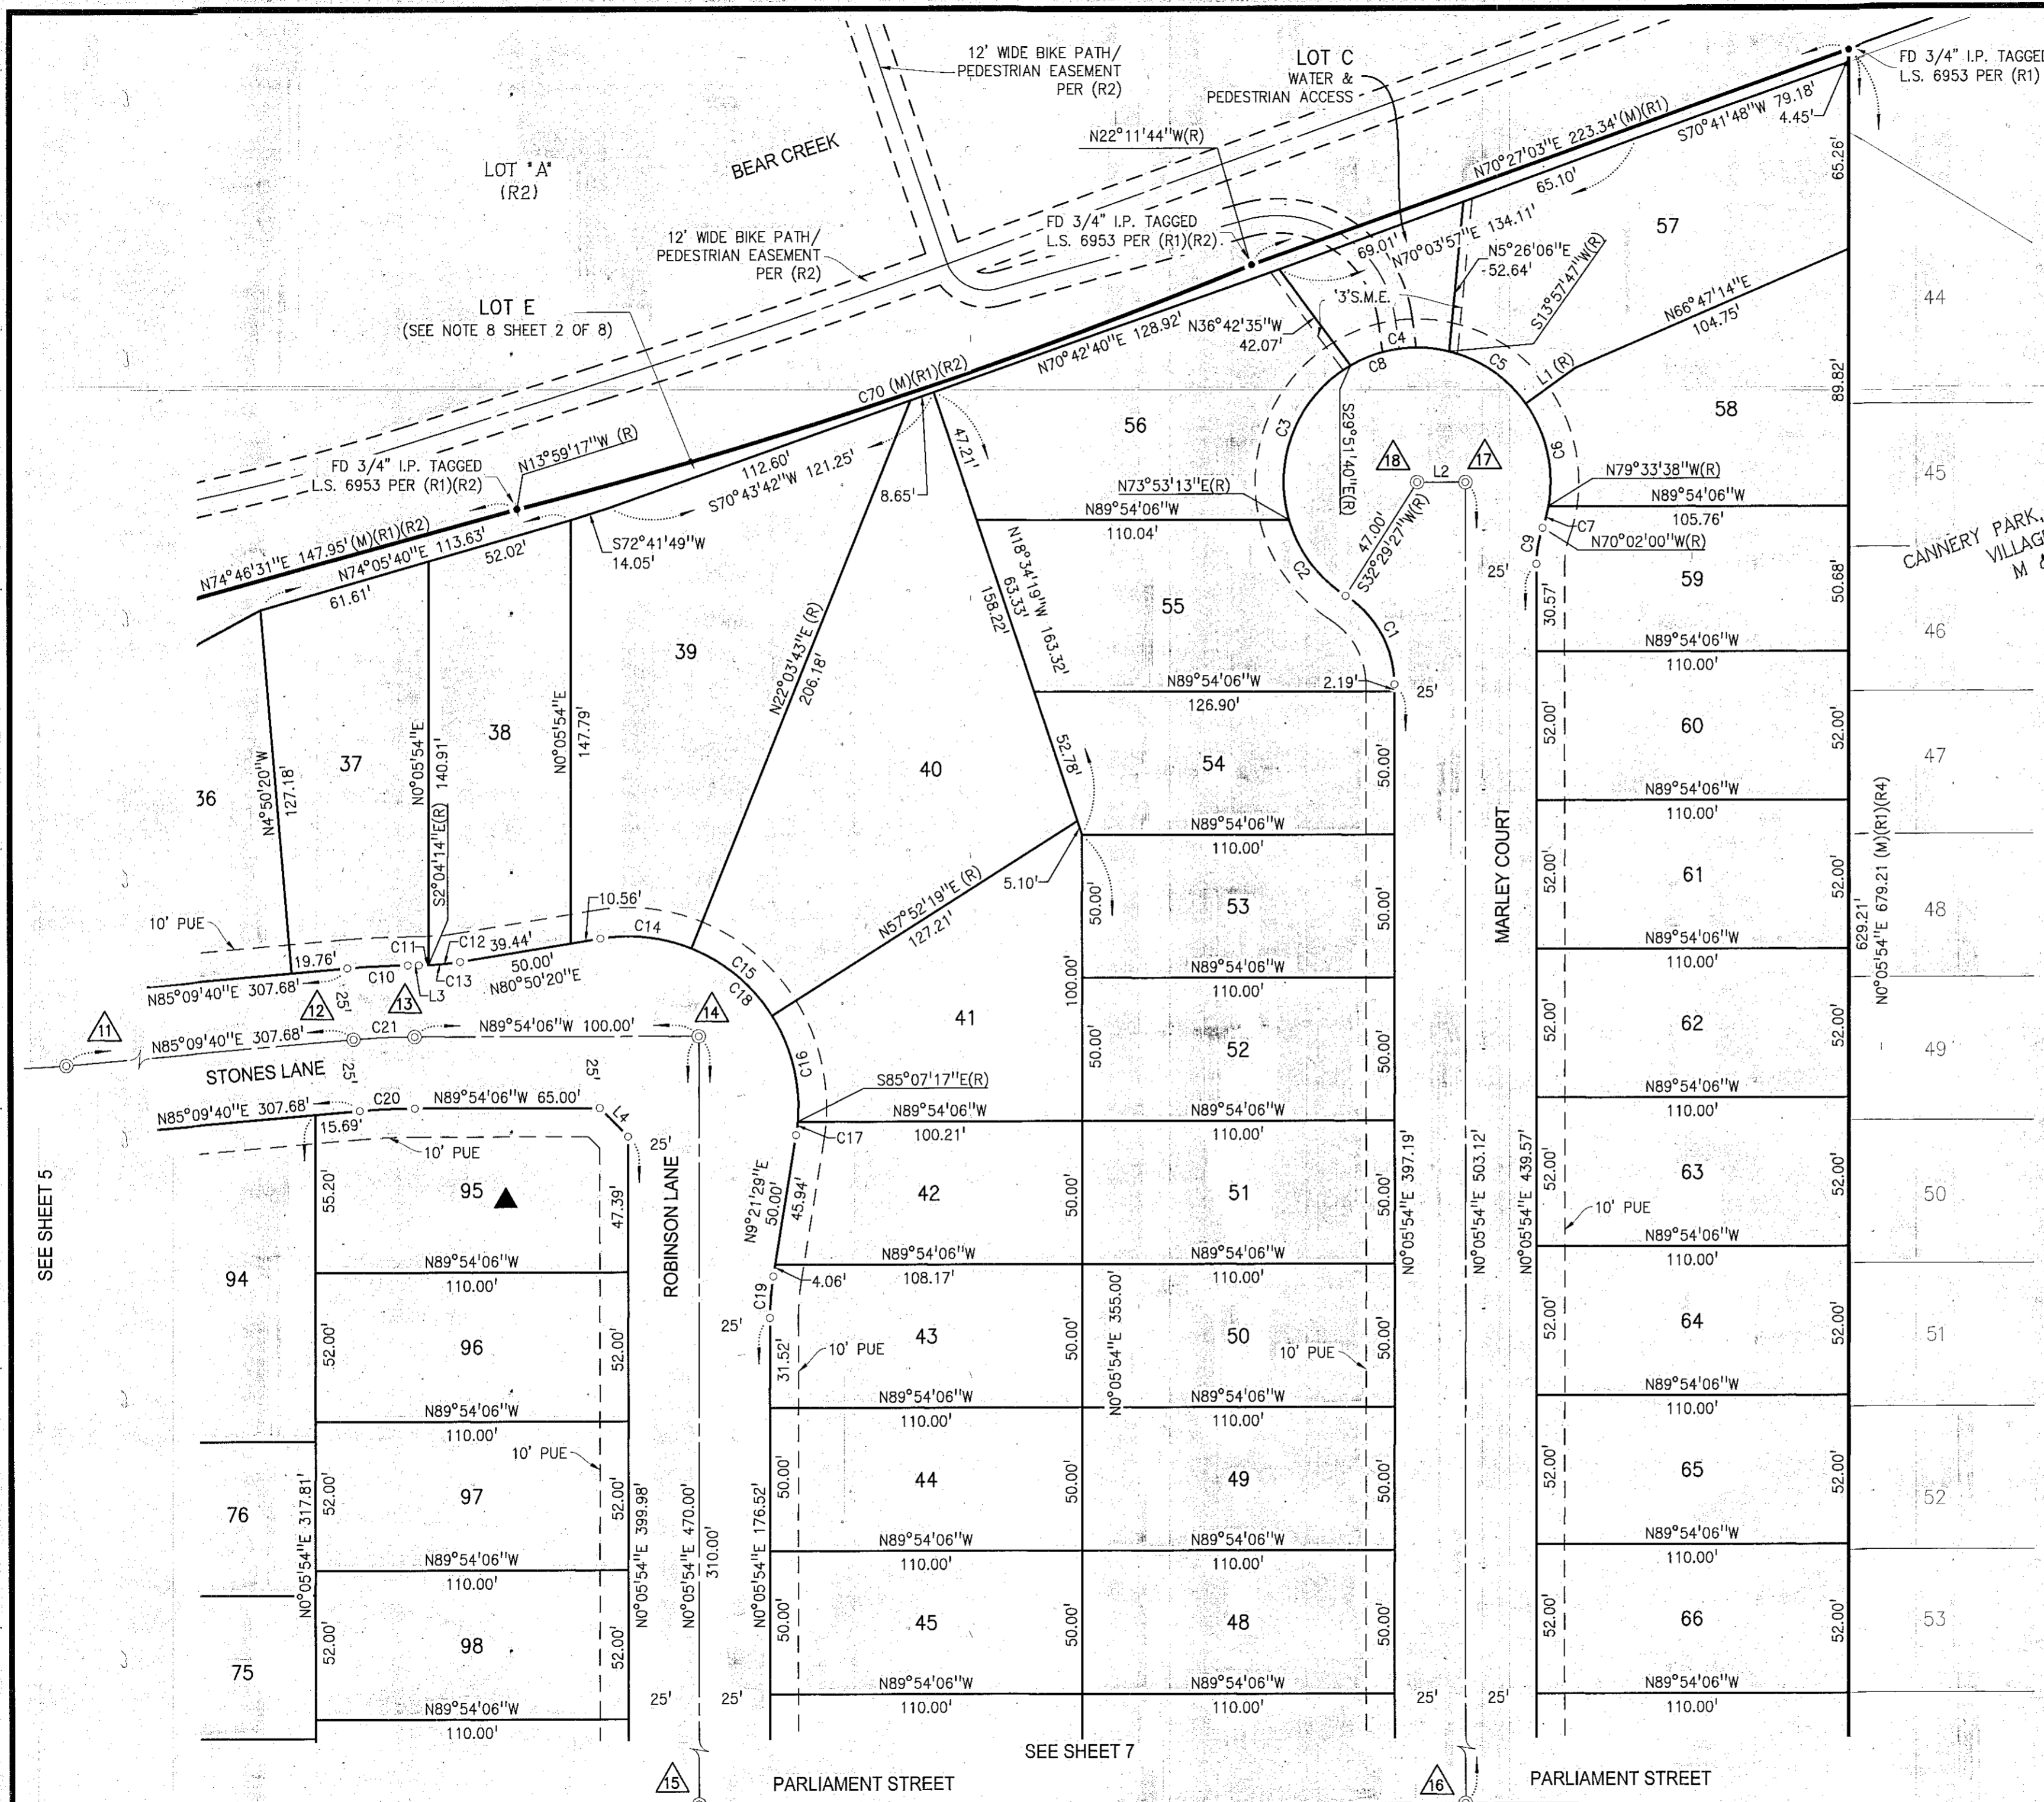 12' WIDE BIKE PATH/
PEDESTRIAN EASEMENT
PER (R2)
LOT C
WATER &
PEDESTRIAN ACCESS
FD 3/4" I.P. TAGGED
L.S. 6953 PER (R1)
N22°11'44"W(R)
N70°27'03"E 223.34'(M)(R1)
S70°41'48"W 79.18'
4.45'
65.26'
LOT "A"
(R2)
BEAR CREEK
12' WIDE BIKE PATH/
PEDESTRIAN EASEMENT
PER (R2)
FD 3/4" I.P. TAGGED
L.S. 6953 PER (R1)(R2)
65.10'
69.01'
N70°03'57"E 134.11'
N5°26'06"E
52.64'
S13°57'47"W(R)
57
N66°47'14"E
104.75'
44
LOT E
(SEE NOTE 8 SHEET 2 OF 8)
'3'S.M.E.
N36°42'35"W
42.07'
N70°42'40"E 128.92'
C70 (M)(R1)(R2)
C4
C8
C5
L1 (R)
89.82'
58
56
C3
47.21'
S29°51'40"E(R)
C6
45
FD 3/4" I.P. TAGGED
L.S. 6953 PER (R1)(R2)
N13°59'17"W (R)
112.60'
S70°43'42"W 121.25'
8.65'
18
L2
17
N79°33'38"W(R)
N73°53'13"E(R)
N89°54'06"W
110.04'
N89°54'06"W
105.76'
47.00'
S32°29'27"W(R)
C7
C9
N70°02'00"W(R)
S72°41'49"W
14.05'
N74°46'31"E 147.95'(M)(R1)(R2)
N74°05'40"E 113.63'
52.02'
61.61'
CANNERY PARK,
VILLAG
M &
25'
59
30.57'
50.68'
46
N18°34'19"W 163.32'
63.33'
158.22'
55
C2
C1
N89°54'06"W
110.00'
39
N22°03'43"E (R)
206.18'
N89°54'06"W
126.90'
2.19'
25'
38
37
36
N4°50'20"W
127.18'
N0°05'54"E
140.91'
S2°04'14"E(R)
N0°05'54"E
147.79'
40
52.78'
54
50.00'
52.00'
60
52.00'
47
N89°54'06"W
110.00'
N89°54'06"W
110.00'
N0°05'54"E 679.21 (M)(R1)(R4)
629.21'
MARLEY COURT
5.10'
N57°52'19"E (R)
127.21'
50.00'
53
50.00'
52.00'
61
52.00'
48
10' PUE
10.56'
C14
C11
C12
39.44'
19.76'
C10
C13
50.00'
N80°50'20"E
L3
C15
C18
N89°54'06"W
110.00'
N89°54'06"W
110.00'
N85°09'40"E 307.68'
25'
12
13
14
11
N85°09'40"E 307.68'
C21
N89°54'06"W 100.00'
100.00'
41
50.00'
52
50.00'
52.00'
62
52.00'
49
STONES LANE
25'
25'
C16
S85°07'17"E(R)
N85°09'40"E 307.68'
C20
N89°54'06"W 65.00'
L4
15.69'
25'
10' PUE
N89°54'06"W
100.21'
C17
N89°54'06"W
110.00'
N89°54'06"W
110.00'
SEE SHEET 5
55.20'
95
47.39'
ROBINSON LANE
N9°21'29"E
50.00'
45.94'
42
50.00'
51
50.00'
N0°05'54"E 397.19'
N0°05'54"E 503.12'
N0°05'54"E 439.57'
52.00'
63
52.00'
50
10' PUE
94
N89°54'06"W
110.00'
N89°54'06"W
108.17'
4.06'
C19
25'
N89°54'06"W
110.00'
N89°54'06"W
110.00'
52.00'
96
52.00'
31.52'
43
10' PUE
50.00'
N0°05'54"E 355.00'
50
10' PUE
50.00'
52.00'
64
52.00'
51
N89°54'06"W
110.00'
N89°54'06"W
110.00'
N89°54'06"W
110.00'
N89°54'06"W
110.00'
10' PUE
76
N0°05'54"E 317.81'
52.00'
97
52.00'
N0°05'54"E 399.98'
N0°05'54"E 470.00'
310.00'
N0°05'54"E 176.52'
50.00'
44
50.00'
49
50.00'
52.00'
65
52.00'
52
N89°54'06"W
110.00'
N89°54'06"W
110.00'
N89°54'06"W
110.00'
N89°54'06"W
110.00'
75
52.00'
98
52.00'
50.00'
45
50.00'
48
50.00'
52.00'
66
52.00'
53
N89°54'06"W
110.00'
25'
25'
N89°54'06"W
110.00'
N89°54'06"W
110.00'
25'
25'
N89°54'06"W
110.00'
SEE SHEET 7
15
PARLIAMENT STREET
16
PARLIAMENT STREET